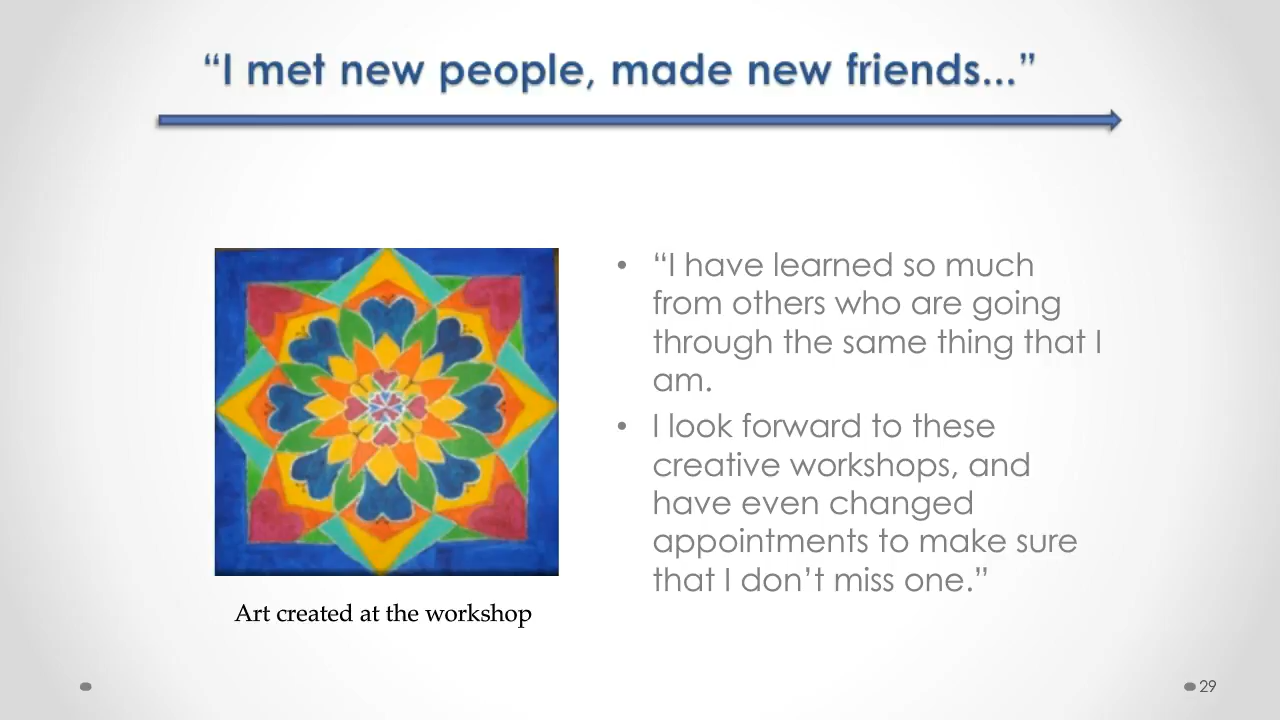 “I met new people, made new friends...”
• “I have learned so much
from others who are going
through the same thing that I
am.
• I look forward to these
creative workshops, and
have even changed
appointments to make sure
that I don’t miss one.”
Art created at the workshop
29